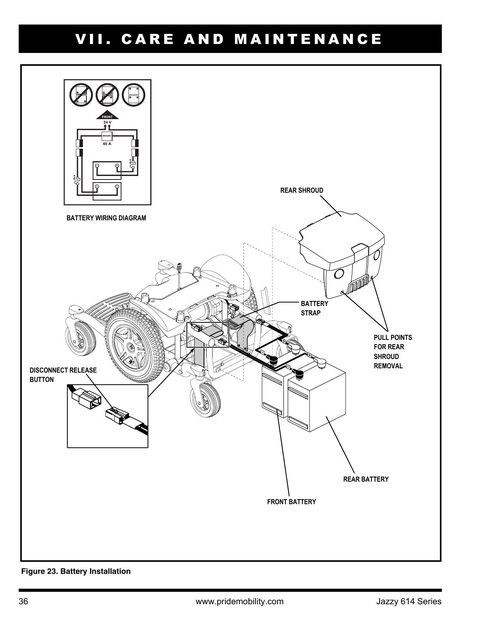 VII. CARE AND MAINTENANCE
FRONT
24 V
40 A
BATTERY WIRING DIAGRAM
REAR SHROUD
BATTERY
STRAP
PULL POINTS
FOR REAR
SHROUD
REMOVAL
DISCONNECT RELEASE
BUTTON
REAR BATTERY
FRONT BATTERY
Figure 23. Battery Installation
36
www.pridemobility.com
Jazzy 614 Series